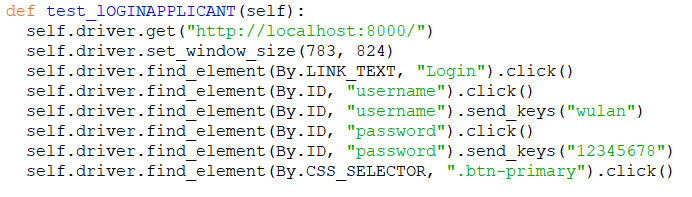 def test_lOGINAPPLICANT(self):
  self.driver.get("http://localhost:8000/")
  self.driver.set_window_size(783, 824)
  self.driver.find_element(By.LINK_TEXT, "Login").click()
  self.driver.find_element(By.ID, "username").click()
  self.driver.find_element(By.ID, "username").send_keys("wulan")
  self.driver.find_element(By.ID, "password").click()
  self.driver.find_element(By.ID, "password").send_keys("12345678")
  self.driver.find_element(By.CSS_SELECTOR, ".btn-primary").click()